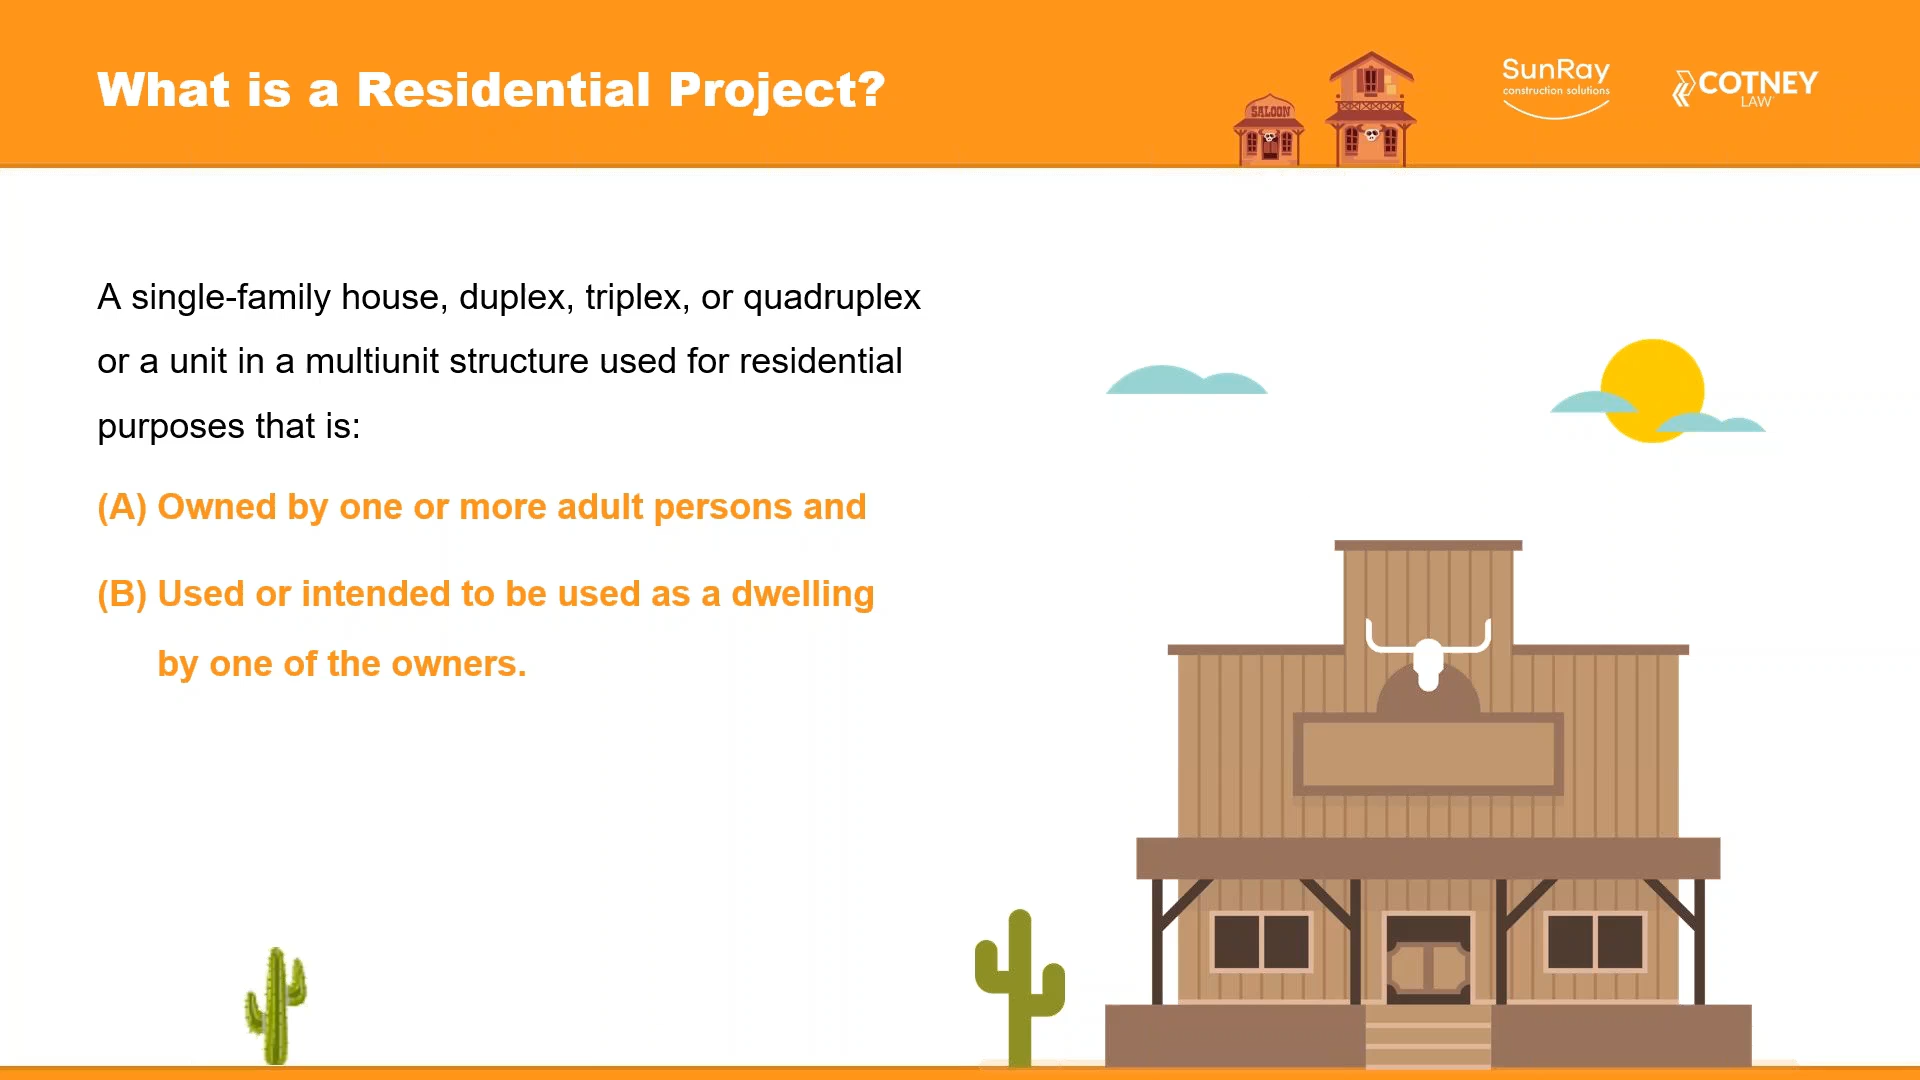 What is a Residential Project?
SALOON
SunRay
construction solutions
COTNEY
LAW
A single-family house, duplex, triplex, or quadruplex
or a unit in a multiunit structure used for residential
purposes that is:
(A) Owned by one or more adult persons and
(B) Used or intended to be used as a dwelling
by one of the owners.